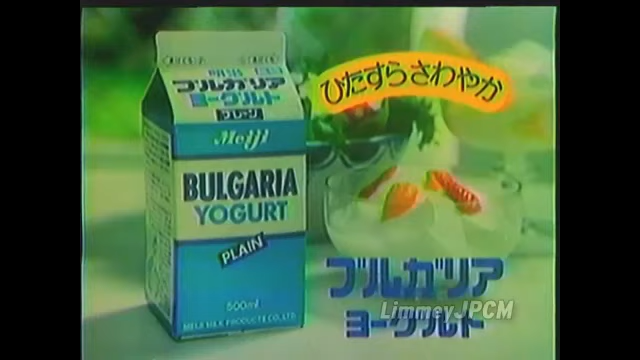 ブルガリア
ヨーグルト
プレーン
Meiji
BULGARIA
YOGURT
PLAIN
500ml
MEIJI MILK PRODUCTS CO., LTD.
ひたすらさわやか
ブルガリア
ヨーグルト
LimmeyJPCM